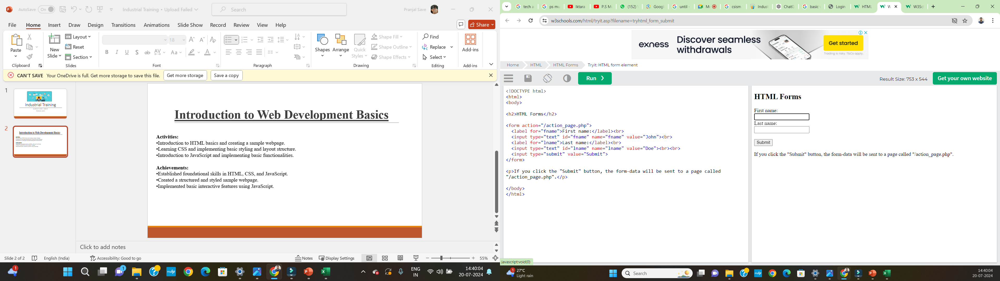 AutoSave On
Industrial Training • Upload Failed
Search
Pranjal Save
File Home Insert Draw Design Transitions Animations Slide Show Record Review View Help
Share
Paste
New Slide
Layout
Reset
Section
18
Shapes
Arrange
Quick Styles
Shape Fill
Shape Outline
Shape Effects
Find
Replace
Select
Add-ins
Clipboard
Slides
Font
Paragraph
Drawing
Editing
Add-ins
CAN'T SAVE Your OneDrive is full. Get more storage to save this file. Get more storage Save a copy
1
Industrial Training
2
Introduction to Web Development Basics
Introduction to Web Development Basics
Activities:
•Introduction to HTML basics and creating a sample webpage.
•Learning CSS and implementing basic styling and layout structure.
•Introduction to JavaScript and implementing basic functionalities.
Achievements:
•Established foundational skills in HTML, CSS, and JavaScript.
•Created a structured and styled sample webpage.
•Implemented basic interactive features using JavaScript.
Click to add notes
Slide 2 of 2 English (India) Accessibility: Good to go Notes Display Settings 55%
ENG
IN
14:40:04
20-07-2024
tech a ps mu Iktara P.S Mu (152) Googl until - Me csism Indust ChatG basic Login HTML W W3Sc
w3schools.com/html/tryit.asp?filename=tryhtml_form_submit
exness
Discover seamless
withdrawals
Get started
Trading is risky. T&Cs apply.
Home HTML HTML Forms Tryit: HTML form element
Run ❯
Result Size: 753 x 544
Get your own website
<!DOCTYPE html>
<html>
<body>
<h2>HTML Forms</h2>
<form action="/action_page.php">
<label for="fname">First name:</label><br>
<input type="text" id="fname" name="fname" value="John"><br>
<label for="lname">Last name:</label><br>
<input type="text" id="lname" name="lname" value="Doe"><br><br>
<input type="submit" value="Submit">
</form>
<p>If you click the "Submit" button, the form-data will be sent to a page called
"/action_page.php".</p>
</body>
</html>
HTML Forms
First name:
Last name:
Submit
If you click the "Submit" button, the form-data will be sent to a page called "/action_page.php".
javascript:void(0)
27°C
Light rain
Search
14:40:04
20-07-2024